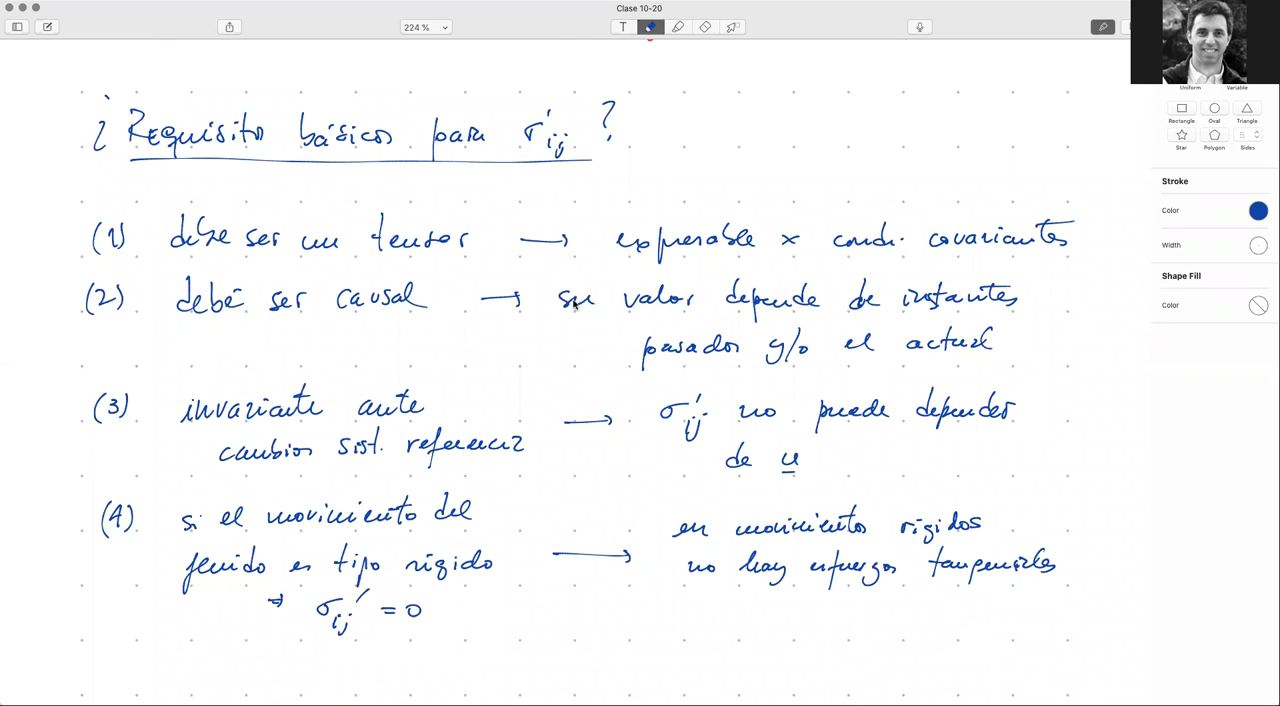 Clase 10-20
224 %
T
Uniform Variable
Rectangle Oval Triangle
5
Star Polygon Sides
Stroke
Color
Width
Shape Fill
Color
¿Requisito básicos para σ'ij?
(1) debe ser un tensor → expresable x cond. covariantes
(2) debe ser causal → su valor depende de instantes
pasados y/o el actual
(3) invariante ante → σ'ij no puede depender
cambios sist. referencia de u
(4) si el movimiento del en movimientos rígidos
fluido es tipo rígido → no hay esfuerzos tangenciales
⇒ σij' = 0